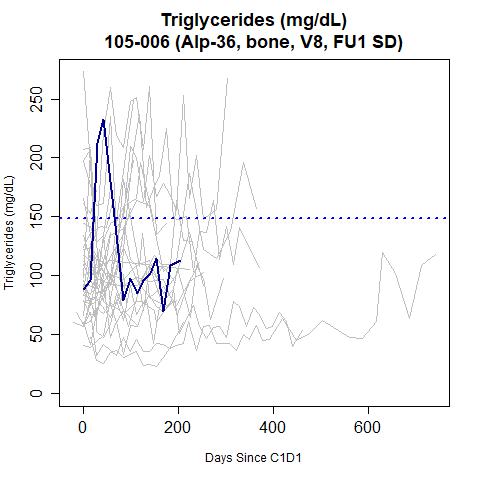 Triglycerides (mg/dL)
105-006 (Alp-36, bone, V8, FU1 SD)
Triglycerides (mg/dL)
250
200
150
100
50
0
0
200
400
600
Days Since C1D1